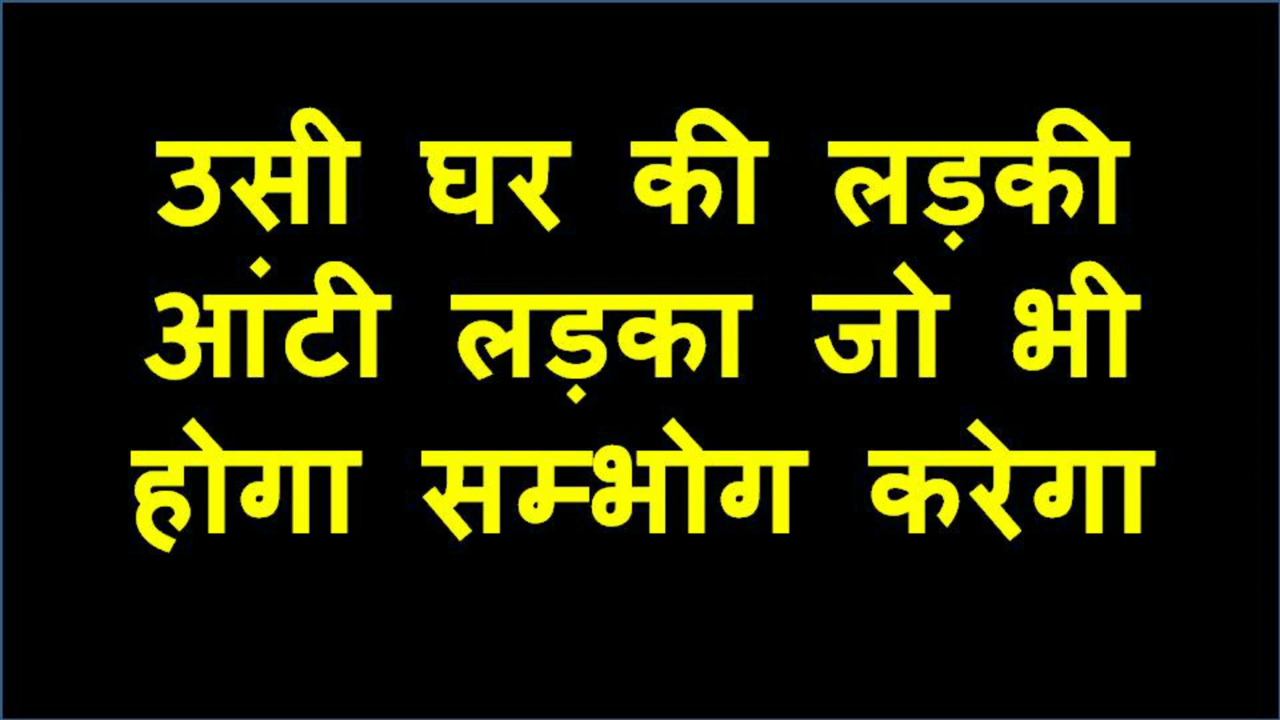 उसी घर की लड़की
आंटी लड़का जो भी
होगा सम्भोग करेगा